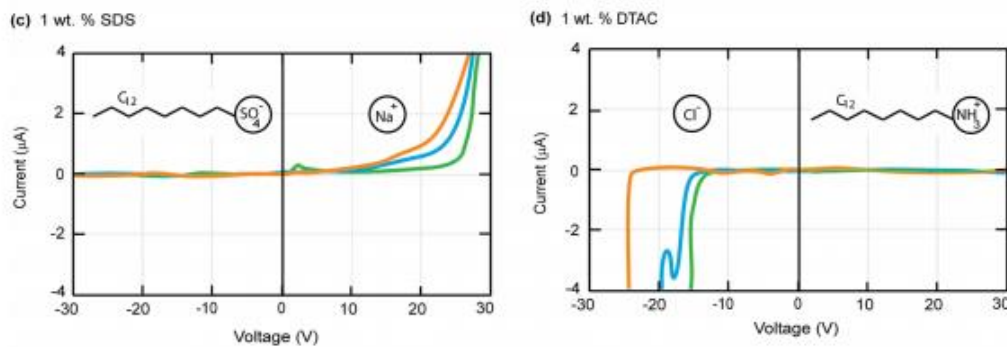 (c) 1 wt. % SDS
4
2
0
-2
-4
Current (μA)
C12
SO4-
Na+
-30
-20
-10
0
10
20
30
Voltage (V)
(d) 1 wt. % DTAC
4
2
0
-2
-4
Current (μA)
Cl-
C12
NH3+
-30
-20
-10
0
10
20
30
Voltage (V)